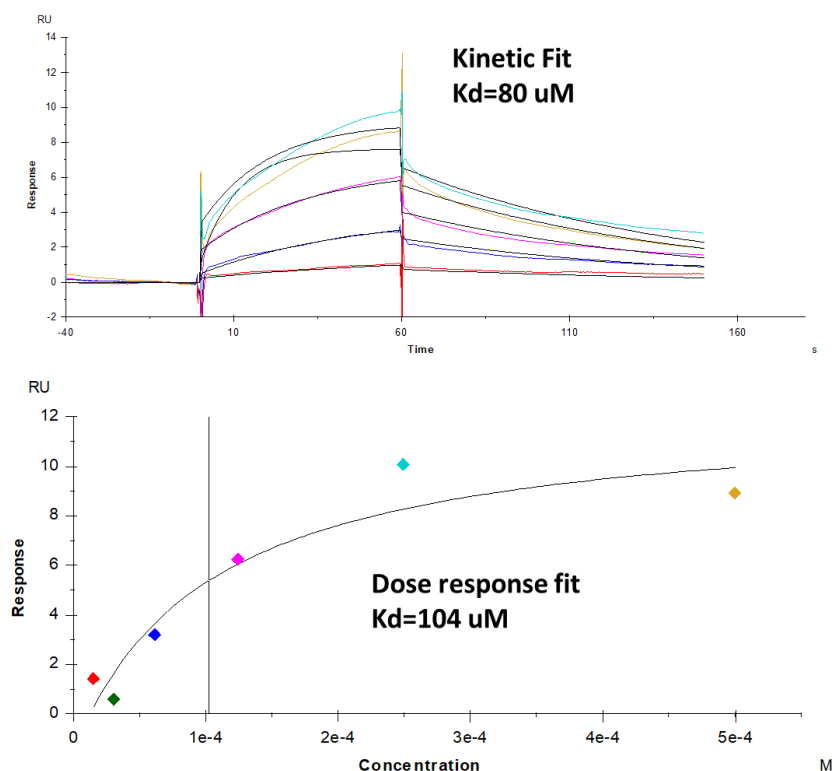 RU
14
12
10
8
6
4
2
0
-2
Response
Kinetic Fit
Kd=80 uM
-40
10
60
110
160
Time
s
RU
12
10
8
6
4
2
0
Response
Dose response fit
Kd=104 uM
0
1e-4
2e-4
3e-4
4e-4
5e-4
Concentration
M